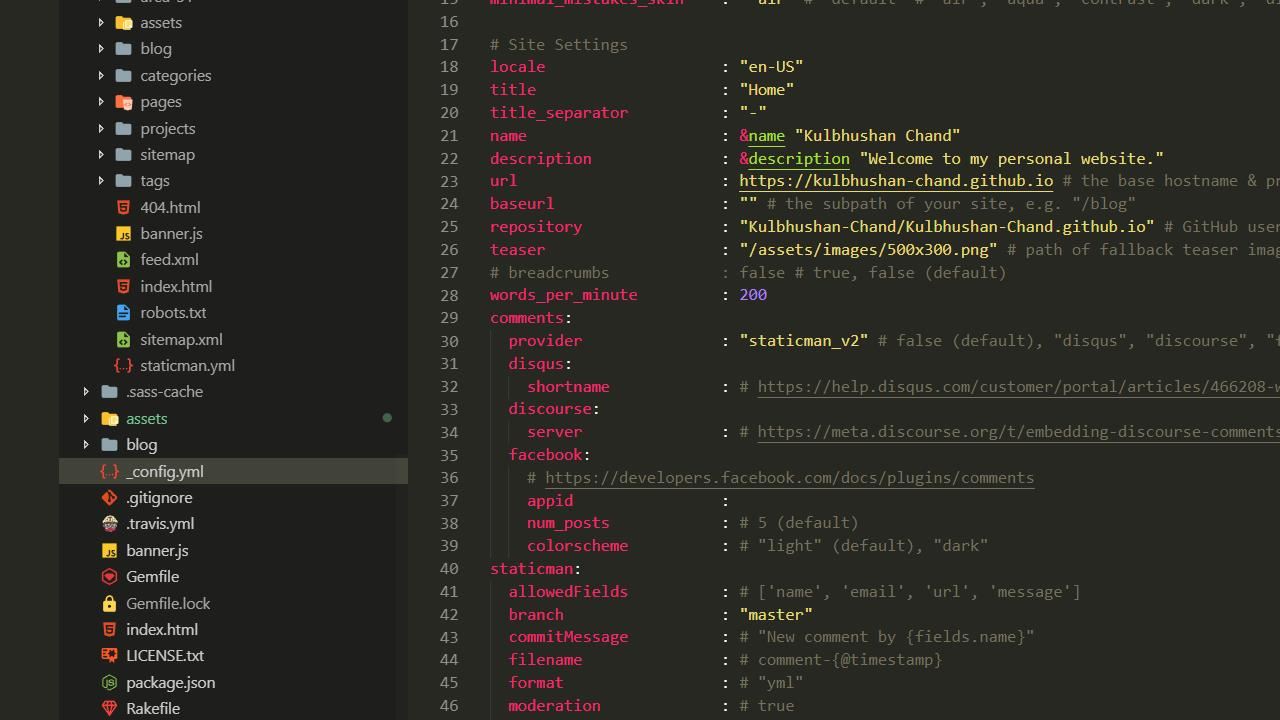 assets
blog
categories
pages
projects
sitemap
tags
404.html
banner.js
feed.xml
index.html
robots.txt
sitemap.xml
staticman.yml
.sass-cache
assets
blog
_config.yml
.gitignore
.travis.yml
banner.js
Gemfile
Gemfile.lock
index.html
LICENSE.txt
package.json
Rakefile
16
17 # Site Settings
18 locale : "en-US"
19 title : "Home"
20 title_separator : "-"
21 name : &name "Kulbhushan Chand"
22 description : &description "Welcome to my personal website."
23 url : https://kulbhushan-chand.github.io # the base hostname & pr
24 baseurl : "" # the subpath of your site, e.g. "/blog"
25 repository : "Kulbhushan-Chand/Kulbhushan-Chand.github.io" # GitHub user
26 teaser : "/assets/images/500x300.png" # path of fallback teaser imag
27 # breadcrumbs : false # true, false (default)
28 words_per_minute : 200
29 comments:
30 provider : "staticman_v2" # false (default), "disqus", "discourse", "f
31 disqus:
32 shortname : # https://help.disqus.com/customer/portal/articles/466208-w
33 discourse:
34 server : # https://meta.discourse.org/t/embedding-discourse-comments
35 facebook:
36 # https://developers.facebook.com/docs/plugins/comments
37 appid :
38 num_posts : # 5 (default)
39 colorscheme : # "light" (default), "dark"
40 staticman:
41 allowedFields : # ['name', 'email', 'url', 'message']
42 branch : "master"
43 commitMessage : # "New comment by {fields.name}"
44 filename : # comment-{@timestamp}
45 format : # "yml"
46 moderation : # true